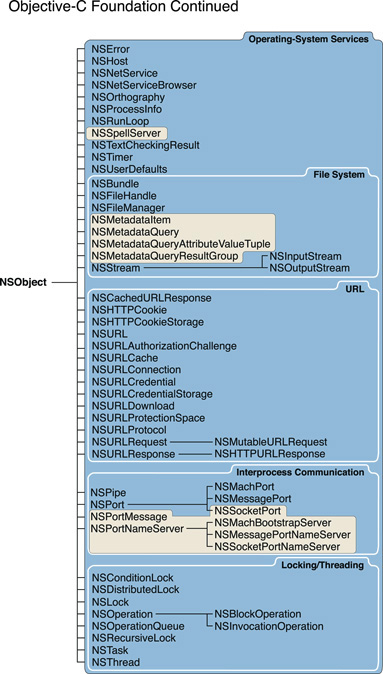 Objective-C Foundation Continued
Operating-System Services
NSError
NSHost
NSNetService
NSNetServiceBrowser
NSOrthography
NSProcessInfo
NSRunLoop
NSSpellServer
NSTextCheckingResult
NSTimer
NSUserDefaults
File System
NSBundle
NSFileHandle
NSFileManager
NSMetadataItem
NSMetadataQuery
NSMetadataQueryAttributeValueTuple
NSMetadataQueryResultGroup NSInputStream
NSStream NSOutputStream
NSObject
URL
NSCachedURLResponse
NSHTTPCookie
NSHTTPCookieStorage
NSURL
NSURLAuthorizationChallenge
NSURLCache
NSURLConnection
NSURLCredential
NSURLCredentialStorage
NSURLDownload
NSURLProtectionSpace
NSURLProtocol
NSURLRequest NSMutableURLRequest
NSURLResponse NSHTTPURLResponse
Interprocess Communication
NSMachPort
NSPipe
NSMessagePort
NSPort
NSSocketPort
NSPortMessage
NSMachBootstrapServer
NSPortNameServer
NSMessagePortNameServer
NSSocketPortNameServer
Locking/Threading
NSConditionLock
NSDistributedLock
NSLock
NSOperation NSBlockOperation
NSOperationQueue NSInvocationOperation
NSRecursiveLock
NSTask
NSThread